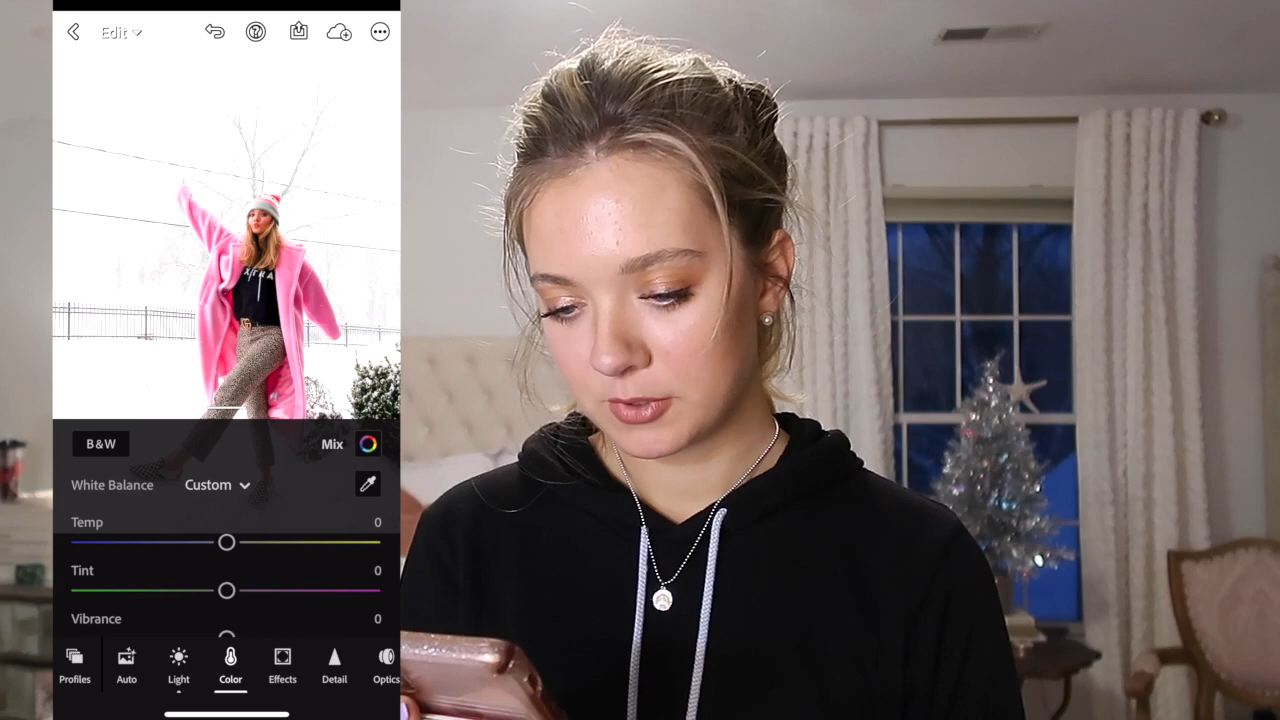 Edit
B&W
Mix
White Balance
Custom
Temp
0
Tint
0
Vibrance
0
Profiles
Auto
Light
Color
Effects
Detail
Optics